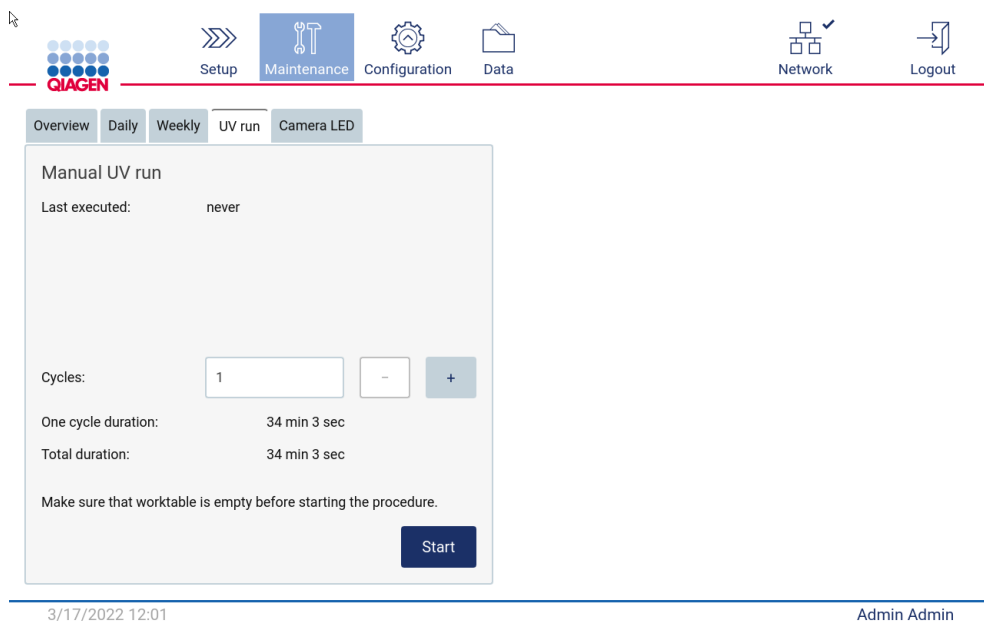 Setup Maintenance Configuration Data Network Logout
QIAGEN
Overview Daily Weekly UV run Camera LED
Manual UV run
Last executed: never
Cycles: 1 - +
One cycle duration: 34 min 3 sec
Total duration: 34 min 3 sec
Make sure that worktable is empty before starting the procedure.
Start
3/17/2022 12:01 Admin Admin